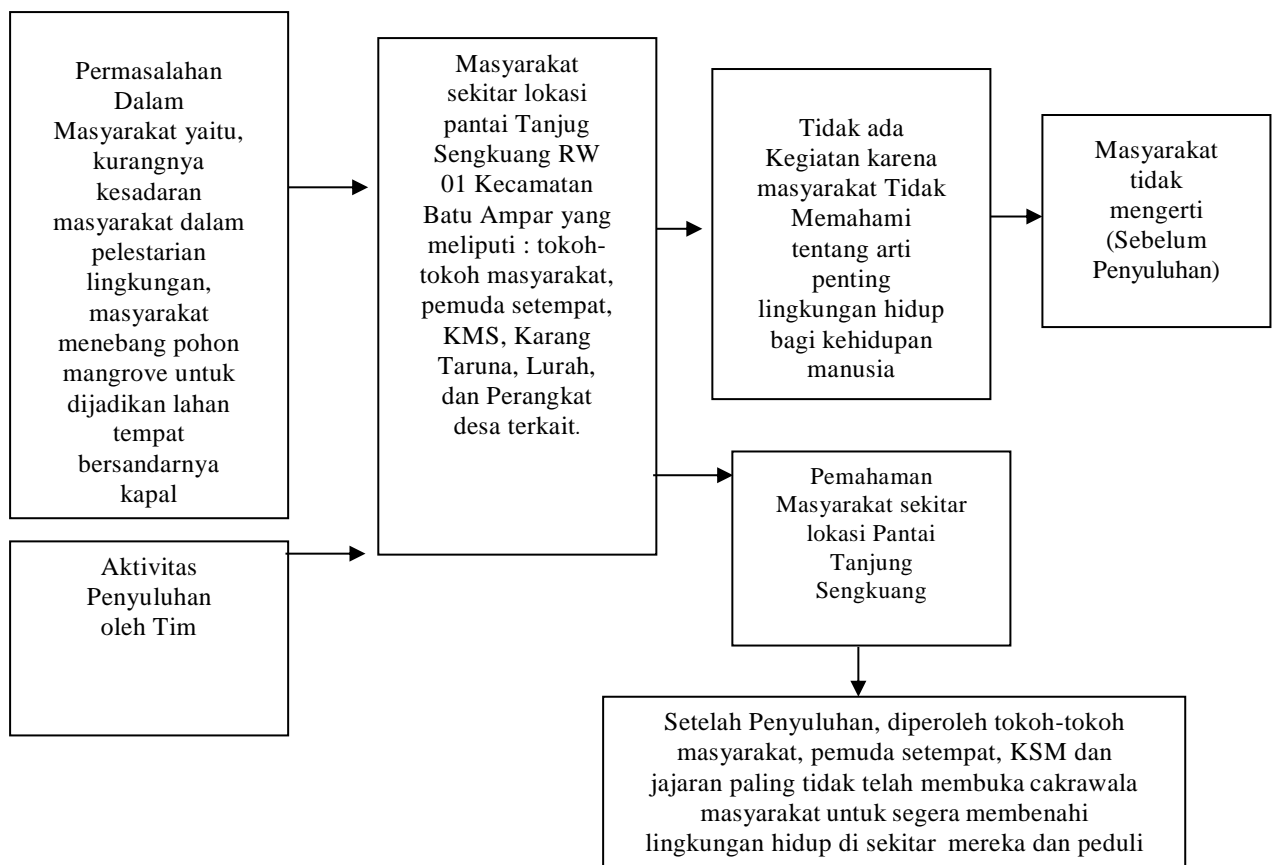 Permasalahan
Dalam
Masyarakat yaitu,
kurangnya
kesadaran
masyarakat dalam
pelestarian
lingkungan,
masyarakat
menebang pohon
mangrove untuk
dijadikan lahan
tempat
bersandarnya
kapal
Aktivitas
Penyuluhan
oleh Tim
Masyarakat
sekitar lokasi
pantai Tanjug
Sengkuang RW
01 Kecamatan
Batu Ampar yang
meliputi : tokoh-
tokoh masyarakat,
pemuda setempat,
KMS, Karang
Taruna, Lurah,
dan Perangkat
desa terkait.
Tidak ada
Kegiatan karena
masyarakat Tidak
Memahami
tentang arti
penting
lingkungan hidup
bagi kehidupan
manusia
Masyarakat
tidak
mengerti
(Sebelum
Penyuluhan)
Pemahaman
Masyarakat sekitar
lokasi Pantai
Tanjung
Sengkuang
Setelah Penyuluhan, diperoleh tokoh-tokoh
masyarakat, pemuda setempat, KSM dan
jajaran paling tidak telah membuka cakrawala
masyarakat untuk segera membenahi
lingkungan hidup di sekitar mereka dan peduli